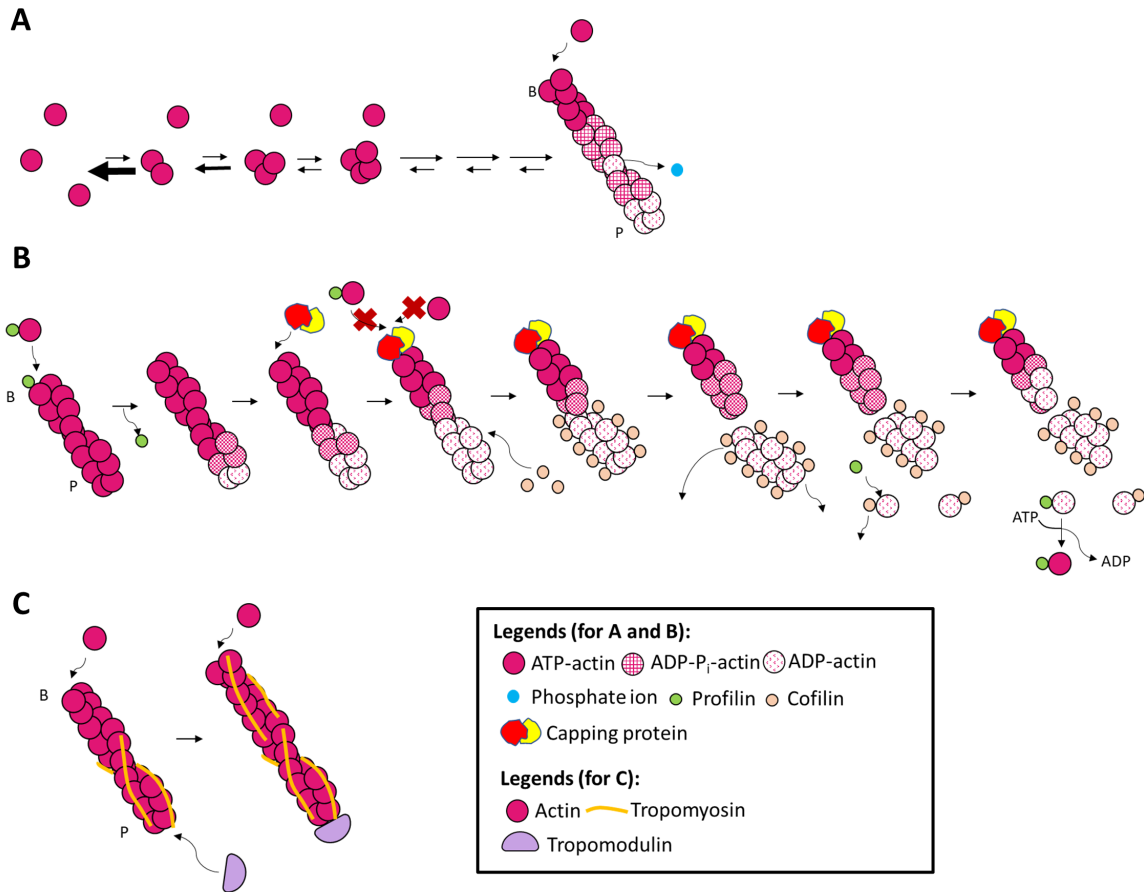 A
B
P
B
B
P
ATP
ADP
C
B
P
Legends (for A and B):
ATP-actin ADP-Pi-actin ADP-actin
Phosphate ion Profilin Cofilin
Capping protein
Legends (for C):
Actin Tropomyosin
Tropomodulin